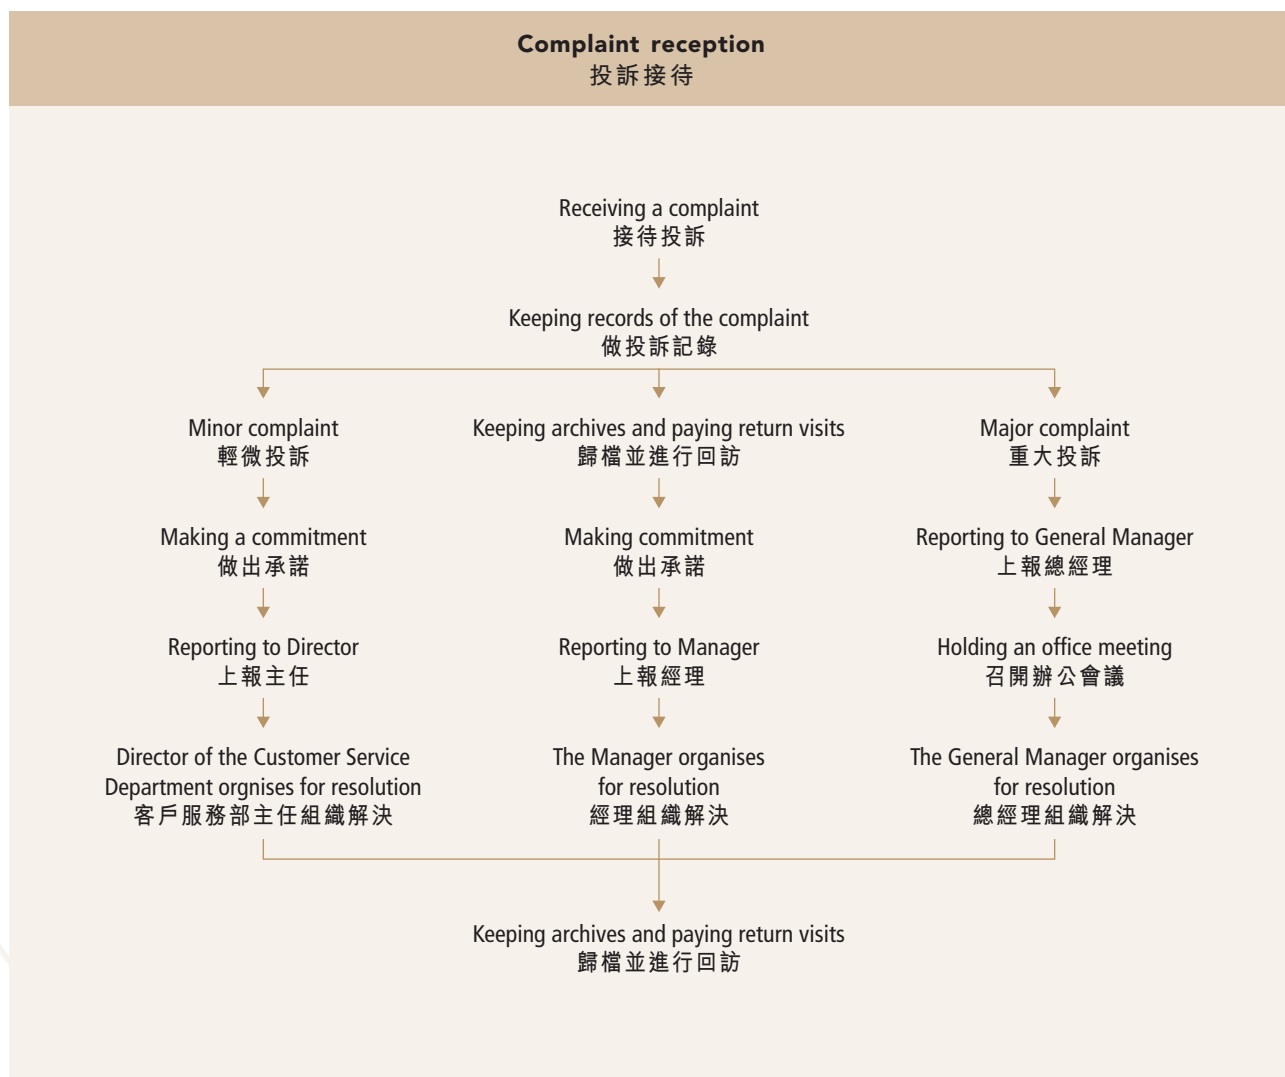 Complaint reception
投訴接待
Receiving a complaint
接待投訴
Keeping records of the complaint
做投訴記錄
Minor complaint
輕微投訴
Keeping archives and paying return visits
歸檔並進行回訪
Major complaint
重大投訴
Making a commitment
做出承諾
Making commitment
做出承諾
Reporting to General Manager
上報總經理
Reporting to Director
上報主任
Reporting to Manager
上報經理
Holding an office meeting
召開辦公會議
Director of the Customer Service
Department orgnises for resolution
客戶服務部主任組織解決
The Manager organises
for resolution
經理組織解決
The General Manager organises
for resolution
總經理組織解決
Keeping archives and paying return visits
歸檔並進行回訪